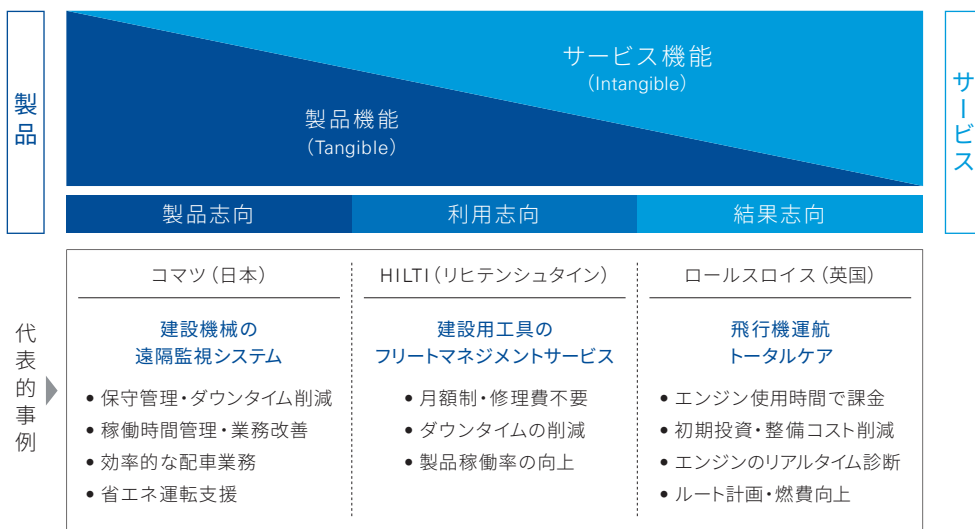 製品
サービス機能
（Intangible）
製品機能
（Tangible）
サービス
製品志向
利用志向
結果志向
代表的事例
コマツ（日本）
建設機械の
遠隔監視システム
• 保守管理・ダウンタイム削減
• 稼働時間管理・業務改善
• 効率的な配車業務
• 省エネ運転支援
HILTI（リヒテンシュタイン）
建設用工具の
フリートマネジメントサービス
• 月額制・修理費不要
• ダウンタイムの削減
• 製品稼働率の向上
ロールスロイス（英国）
飛行機運航
トータルケア
• エンジン使用時間で課金
• 初期投資・整備コスト削減
• エンジンのリアルタイム診断
• ルート計画・燃費向上